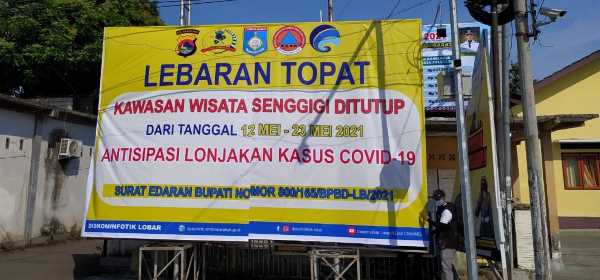 LEBARAN TOPAT
KAWASAN WISATA SENGGIGI DITUTUP
DARI TANGGAL 12 MEI - 23 MEI 2021
ANTISIPASI LONJAKAN KASUS COVID-19
SURAT EDARAN BUPATI NOMOR 800/165/BPBD-LB/2021
DISKOMINFOTIK LOBAR